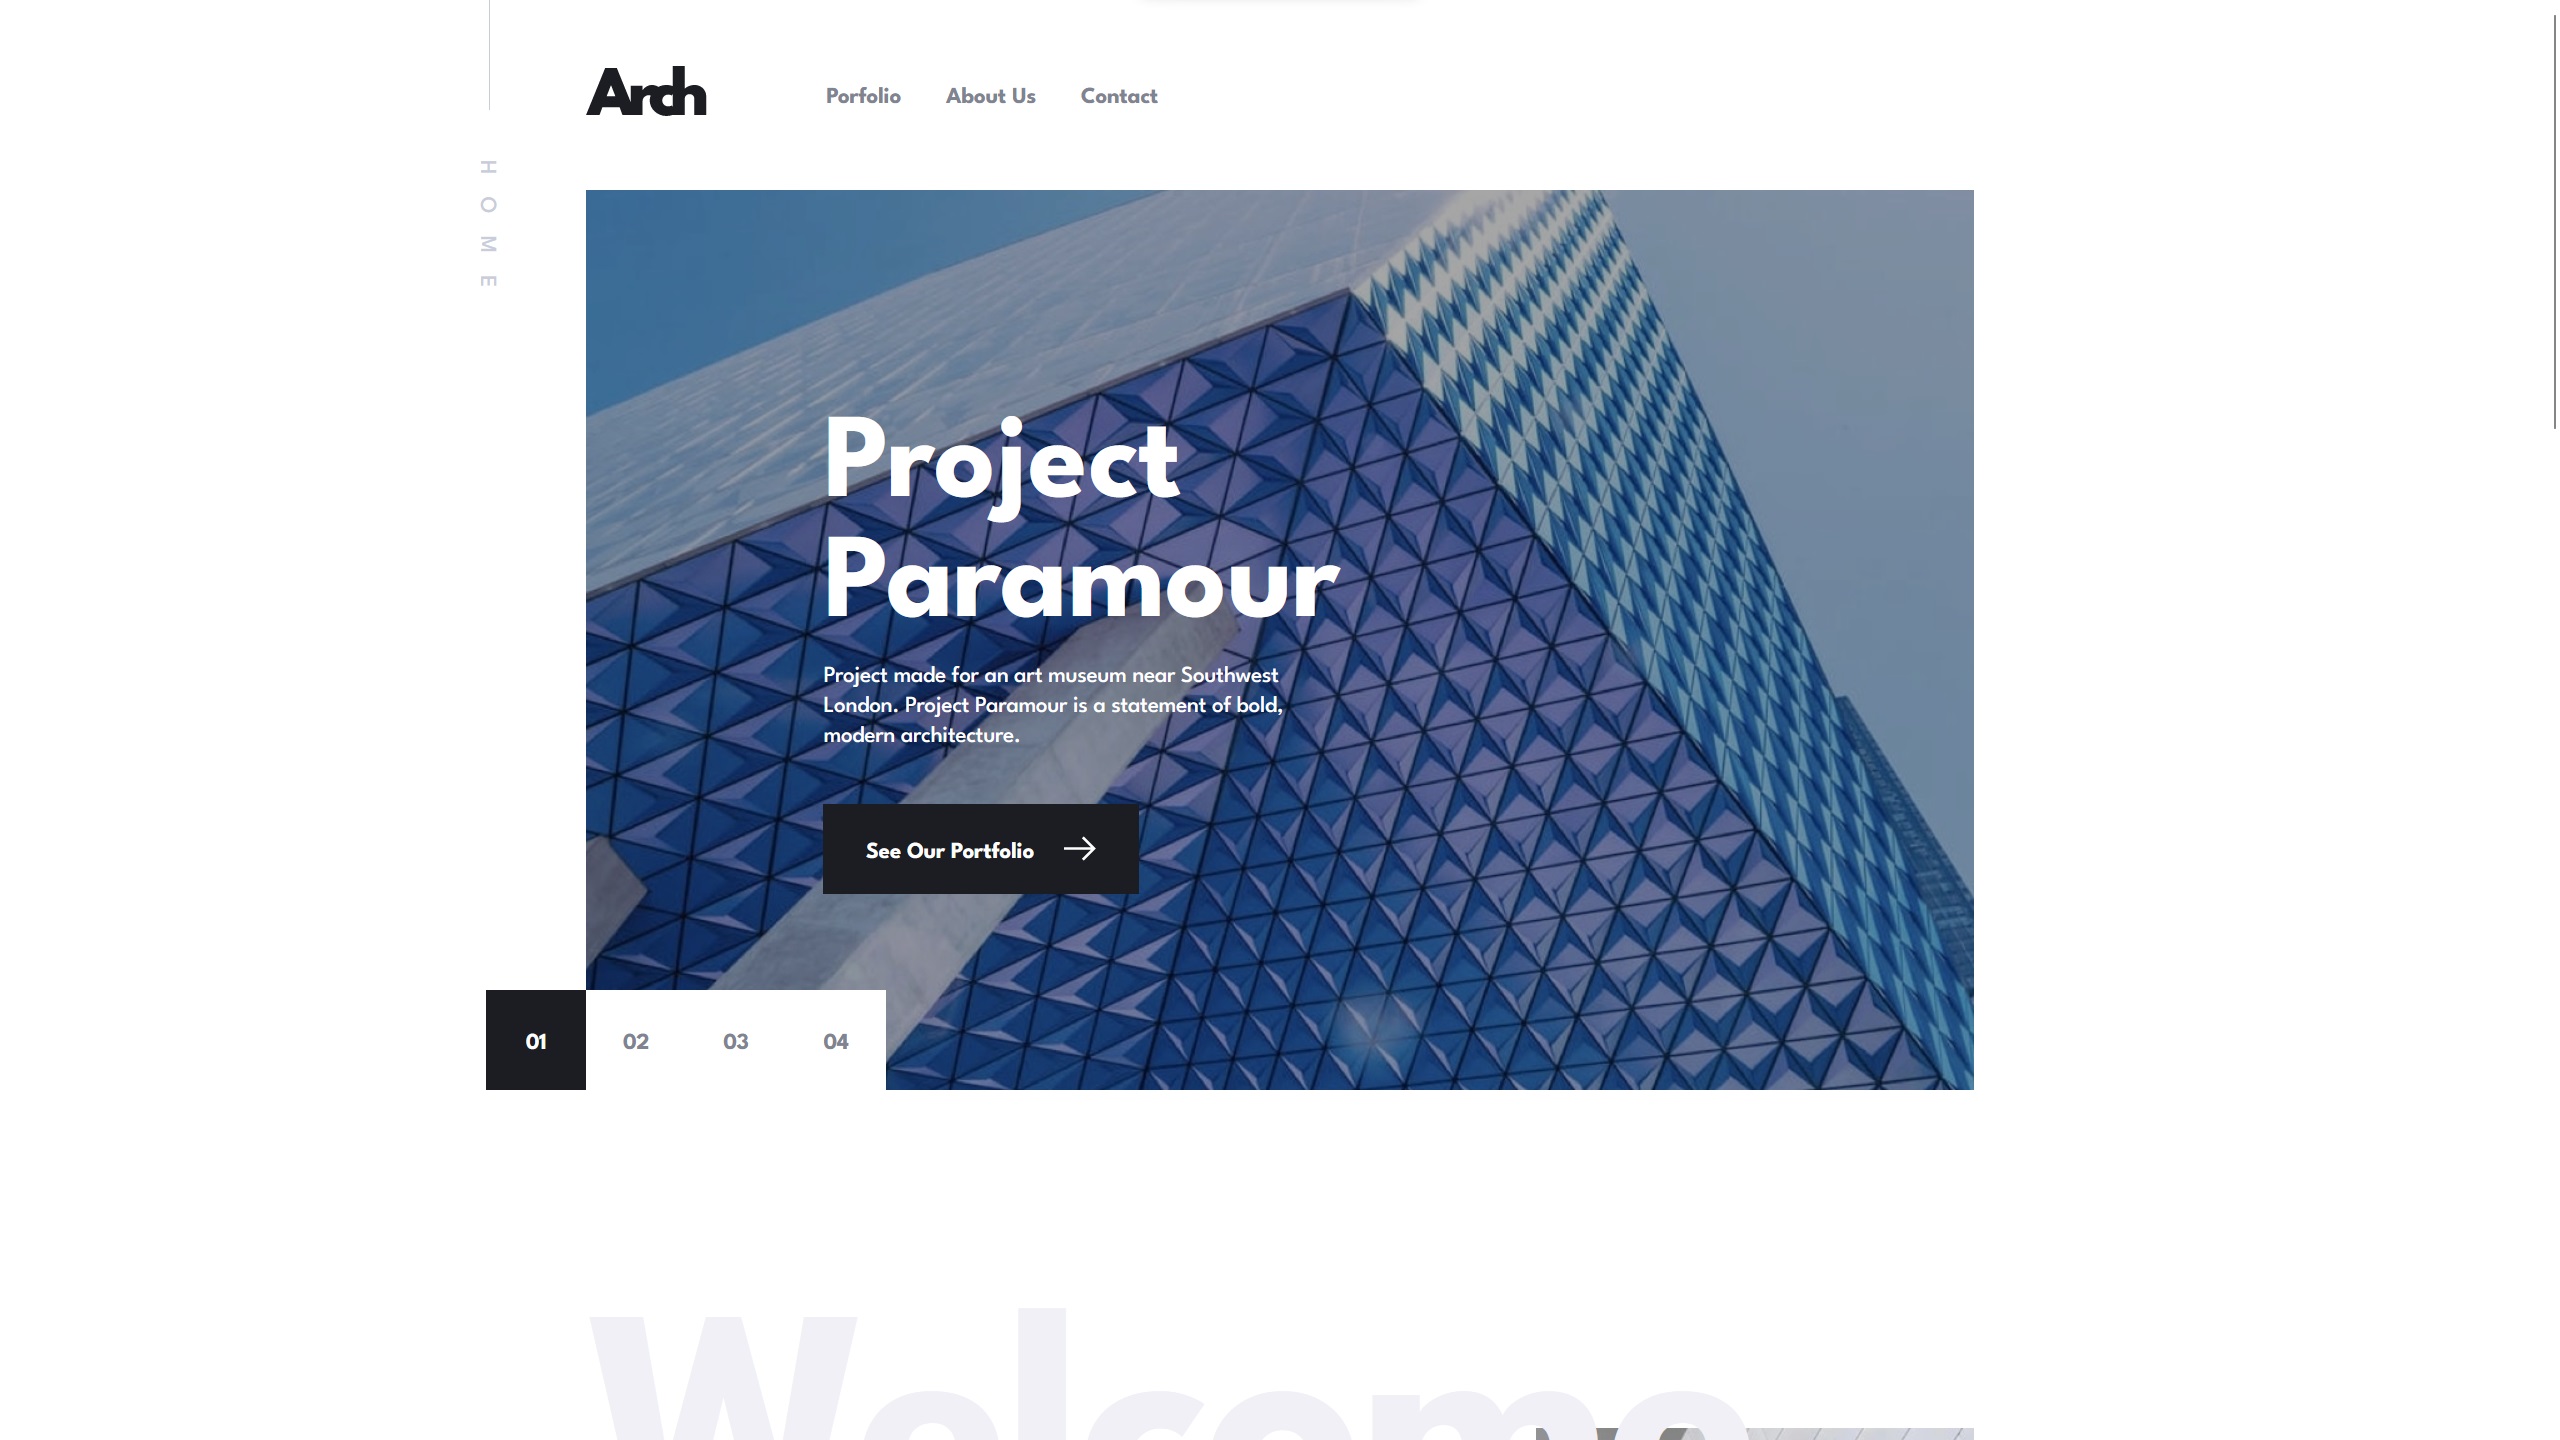 Arch
Porfolio
About Us
Contact
HOME
Project
Paramour
Project made for an art museum near Southwest
London. Project Paramour is a statement of bold,
modern architecture.
See Our Portfolio
01
02
03
04
Welcome